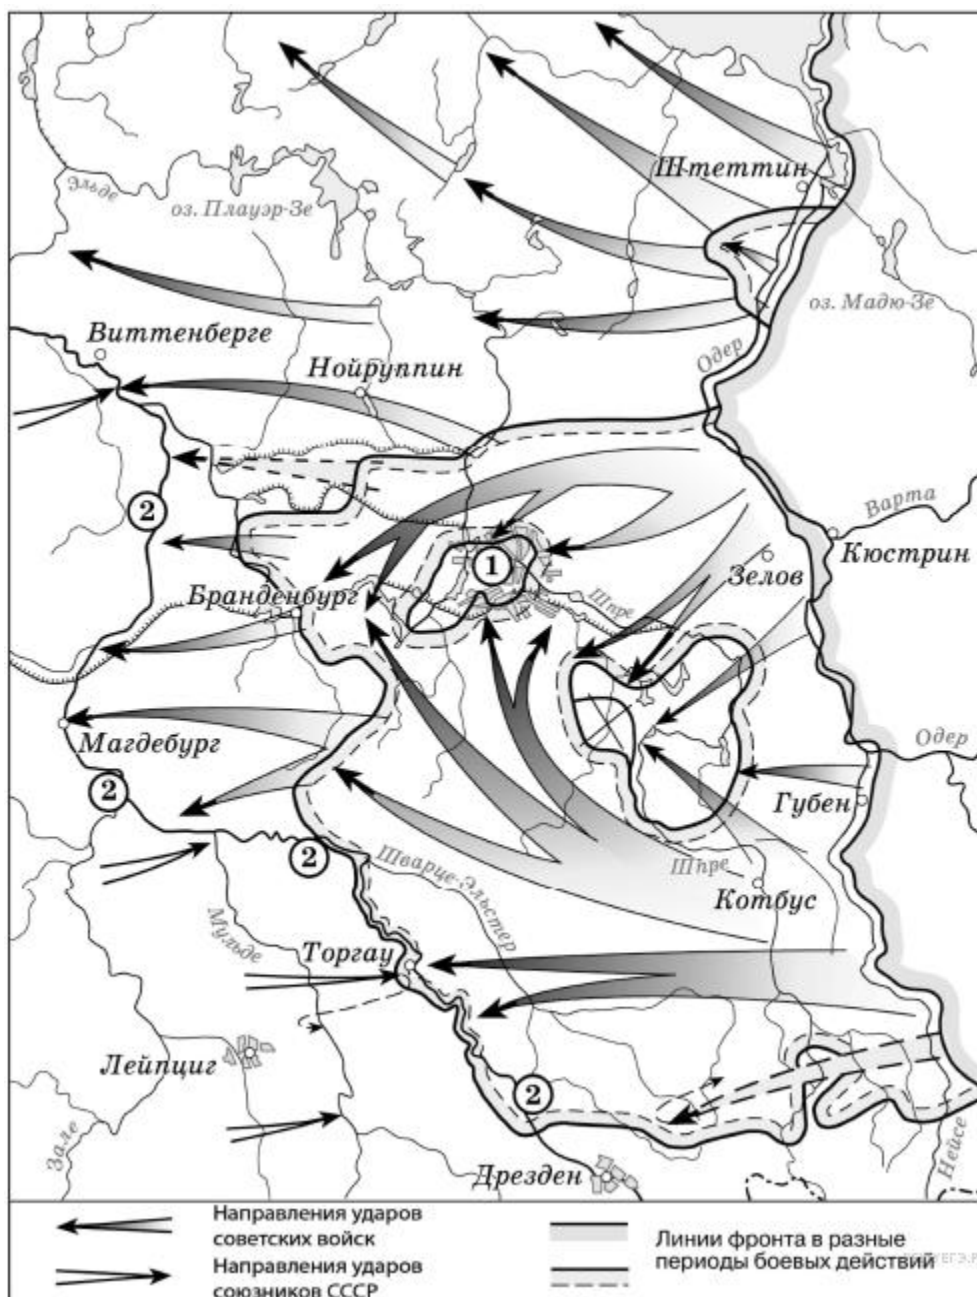 Штеттин
Эльде
оз. Плауэр-Зе
оз. Мадю-Зе
Виттенберге
Одер
Нойруппин
2
Варта
1
Кюстрин
Зелов
Бранденбург
Шпре
Магдебург
Одер
2
Губен
2
Шварце-Эльстер
Шпре
Котбус
Мульде
Торгау
Лейпциг
2
Зале
Нейсе
Дрезден
Направления ударов
советских войск
Направления ударов
союзников СССР
Линии фронта в разные
периоды боевых действий